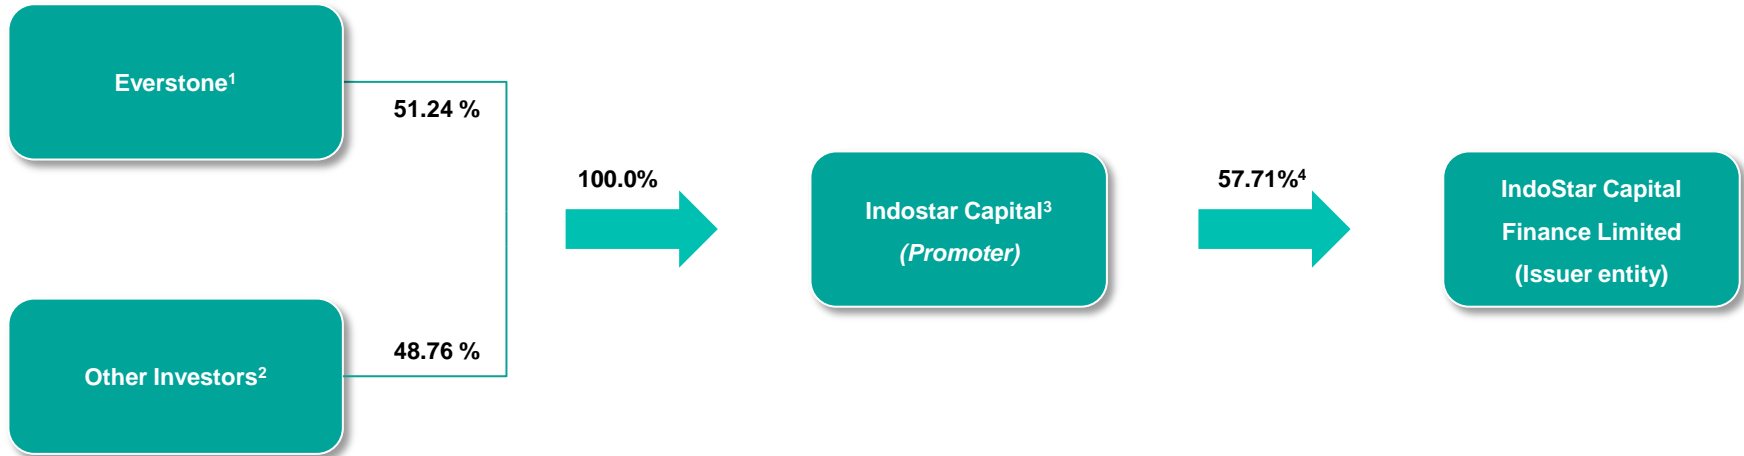 Everstone¹
51.24 %
48.76 %
Other Investors²
100.0%
Indostar Capital³
(Promoter)
57.71%⁴
IndoStar Capital
Finance Limited
(Issuer entity)